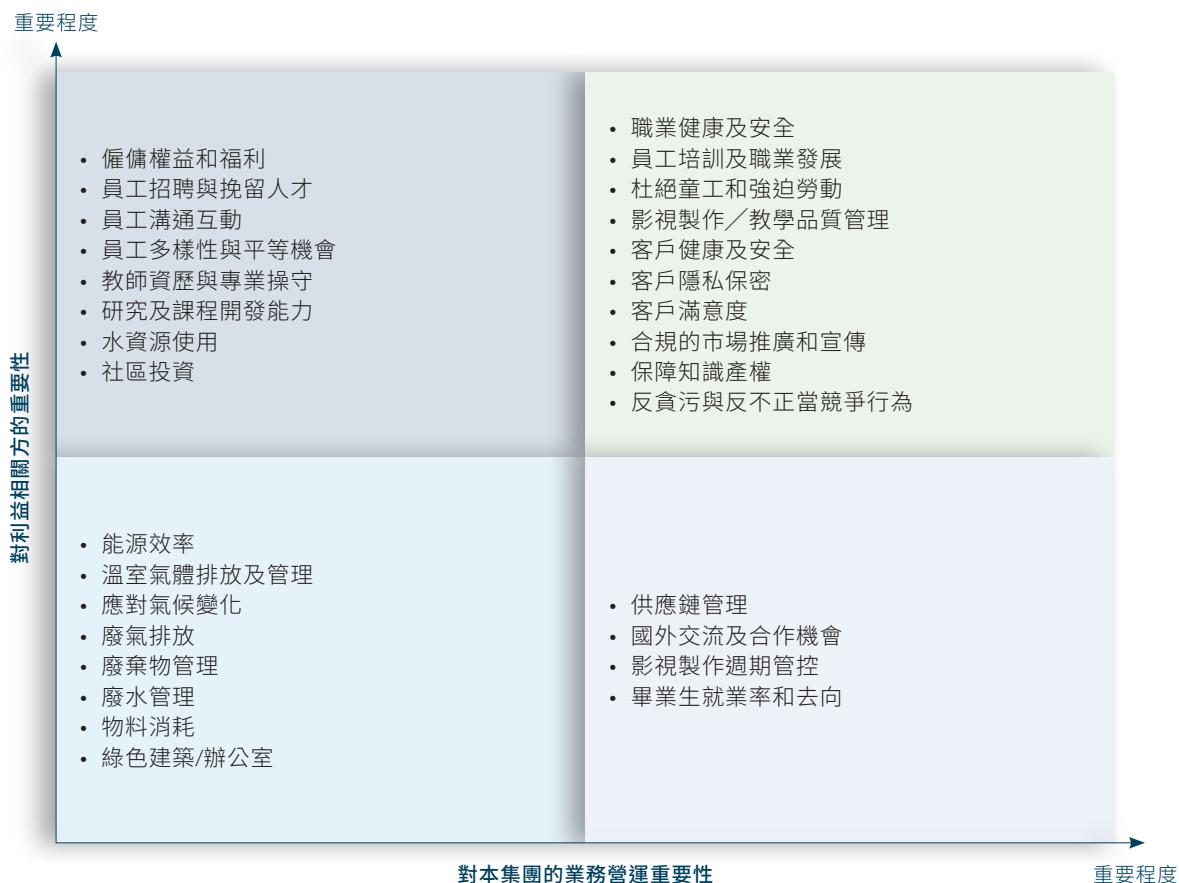 重要程度
• 僱傭權益和福利
• 員工招聘與挽留人才
• 員工溝通互動
• 員工多樣性與平等機會
• 教師資歷與專業操守
• 研究及課程開發能力
• 水資源使用
• 社區投資
• 職業健康及安全
• 員工培訓及職業發展
• 杜絕童工和強迫勞動
• 影視製作／教學品質管理
• 客戶健康及安全
• 客戶隱私保密
• 客戶滿意度
• 合規的市場推廣和宣傳
• 保障知識產權
• 反貪污與反不正當競爭行為
對利益相關方的重要性
• 能源效率
• 溫室氣體排放及管理
• 應對氣候變化
• 廢氣排放
• 廢棄物管理
• 廢水管理
• 物料消耗
• 綠色建築/辦公室
• 供應鏈管理
• 國外交流及合作機會
• 影視製作週期管控
• 畢業生就業率和去向
對本集團的業務營運重要性
重要程度